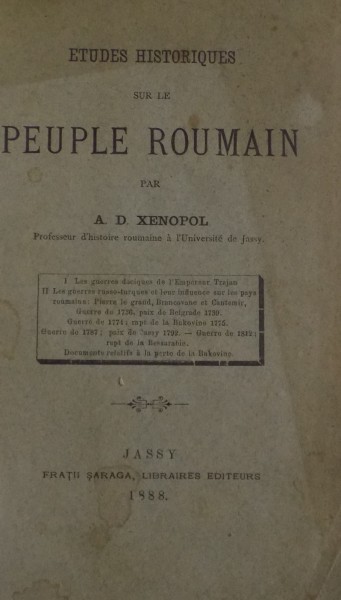 ETUDES HISTORIQUES
SUR LE
PEUPLE ROUMAIN
PAR
A. D. XENOPOL
Professeur d'histoire roumaine à l'Université de Jassy.
I Les guerres daciques de l'Empereur Trajan
II Les guerres russo-turques et leur influence sur les pays
roumains: Pierre le grand, Brancovano et Cantemir,
Guerre de 1736, paix de Belgrade 1739.
Guerre de 1774; rapt de la Bukovine 1775.
Guerre de 1787; paix de Jassy 1792. — Guerre de 1812;
rapt de la Bessarabie.
Documents relatifs à la perte de la Bukovine.
JASSY
FRAȚII ȘARAGA, LIBRAIRES EDITEURS
1888.